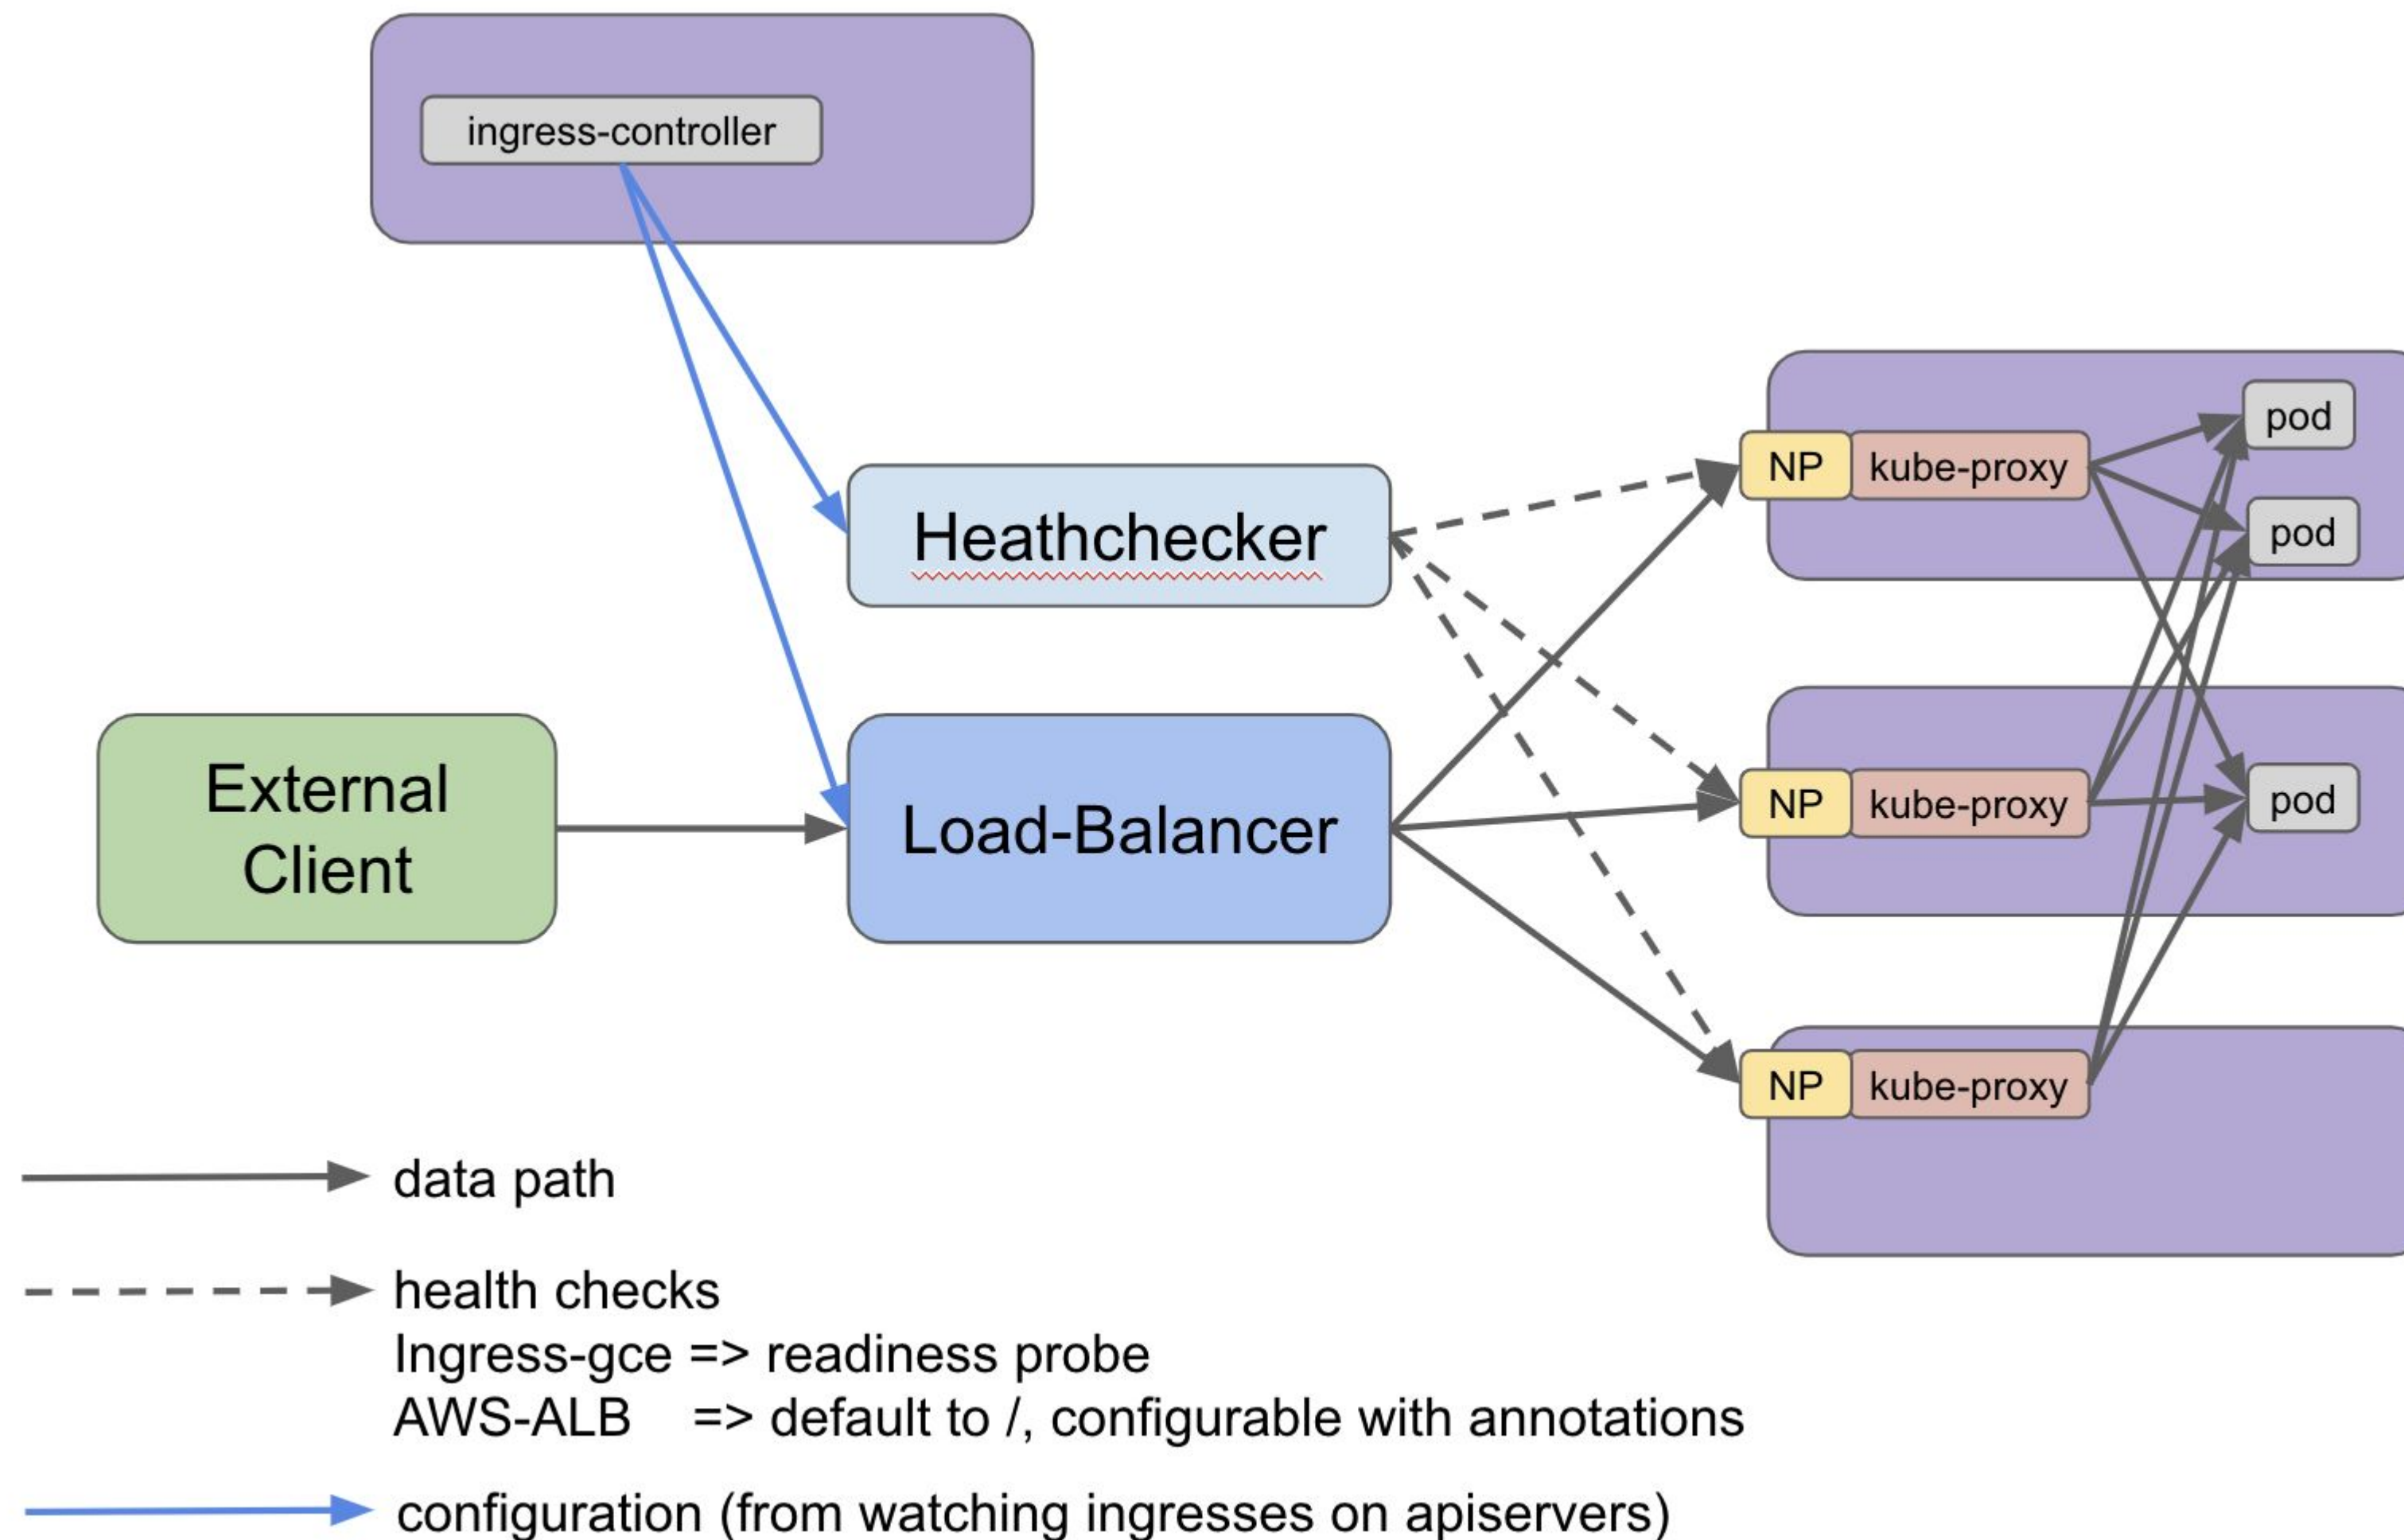 ingress-controller
Heathchecker
External
Client
Load-Balancer
NP kube-proxy
pod
pod
NP kube-proxy
pod
NP kube-proxy
data path
health checks
Ingress-gce => readiness probe
AWS-ALB => default to /, configurable with annotations
configuration (from watching ingresses on apiservers)